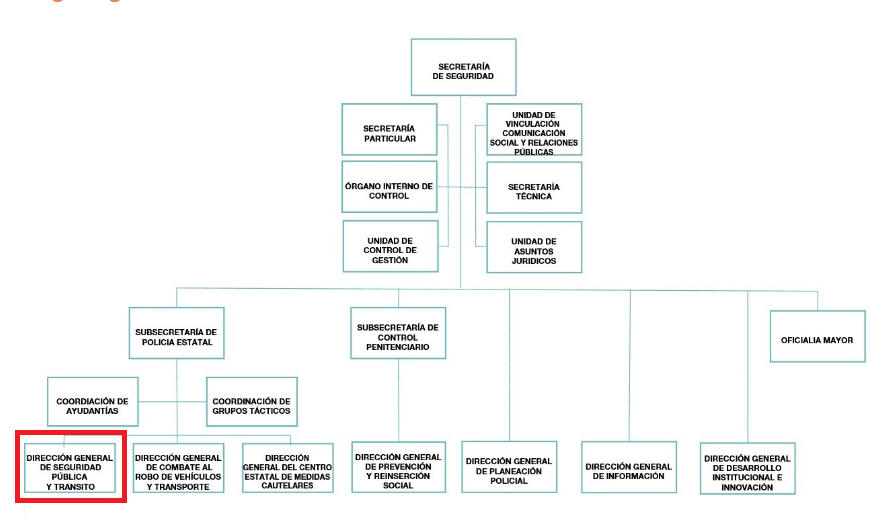 SECRETARÍA
DE SEGURIDAD
SECRETARÍA
PARTICULAR
UNIDAD DE
VINCULACIÓN
COMUNICACIÓN
SOCIAL Y RELACIONES
PÚBLICAS
ÓRGANO INTERNO DE
CONTROL
SECRETARÍA
TÉCNICA
UNIDAD DE
CONTROL DE
GESTIÓN
UNIDAD DE
ASUNTOS
JURIDICOS
SUBSECRETARÍA DE
POLICIA ESTATAL
SUBSECRETARÍA DE
CONTROL
PENITENCIARIO
OFICIALIA MAYOR
COORDIACIÓN DE
AYUDANTÍAS
COORDINACIÓN DE
GRUPOS TÁCTICOS
DIRECCIÓN GENERAL
DE SEGURIDAD
PÚBLICA
Y TRANSITO
DIRECCIÓN GENERAL
DE COMBATE AL
ROBO DE VEHÍCULOS
Y TRANSPORTE
DIRECCIÓN
GENERAL DEL CENTRO
ESTATAL DE MEDIDAS
CAUTELARES
DIRECCIÓN GENERAL
DE PREVENCIÓN
Y REINSERCIÓN
SOCIAL
DIRECCIÓN GENERAL
DE PLANEACIÓN
POLICIAL
DIRECCIÓN GENERAL
DE INFORMACIÓN
DIRECCIÓN GENERAL
DE DESARROLLO
INSTITUCIONAL E
INNOVACIÓN